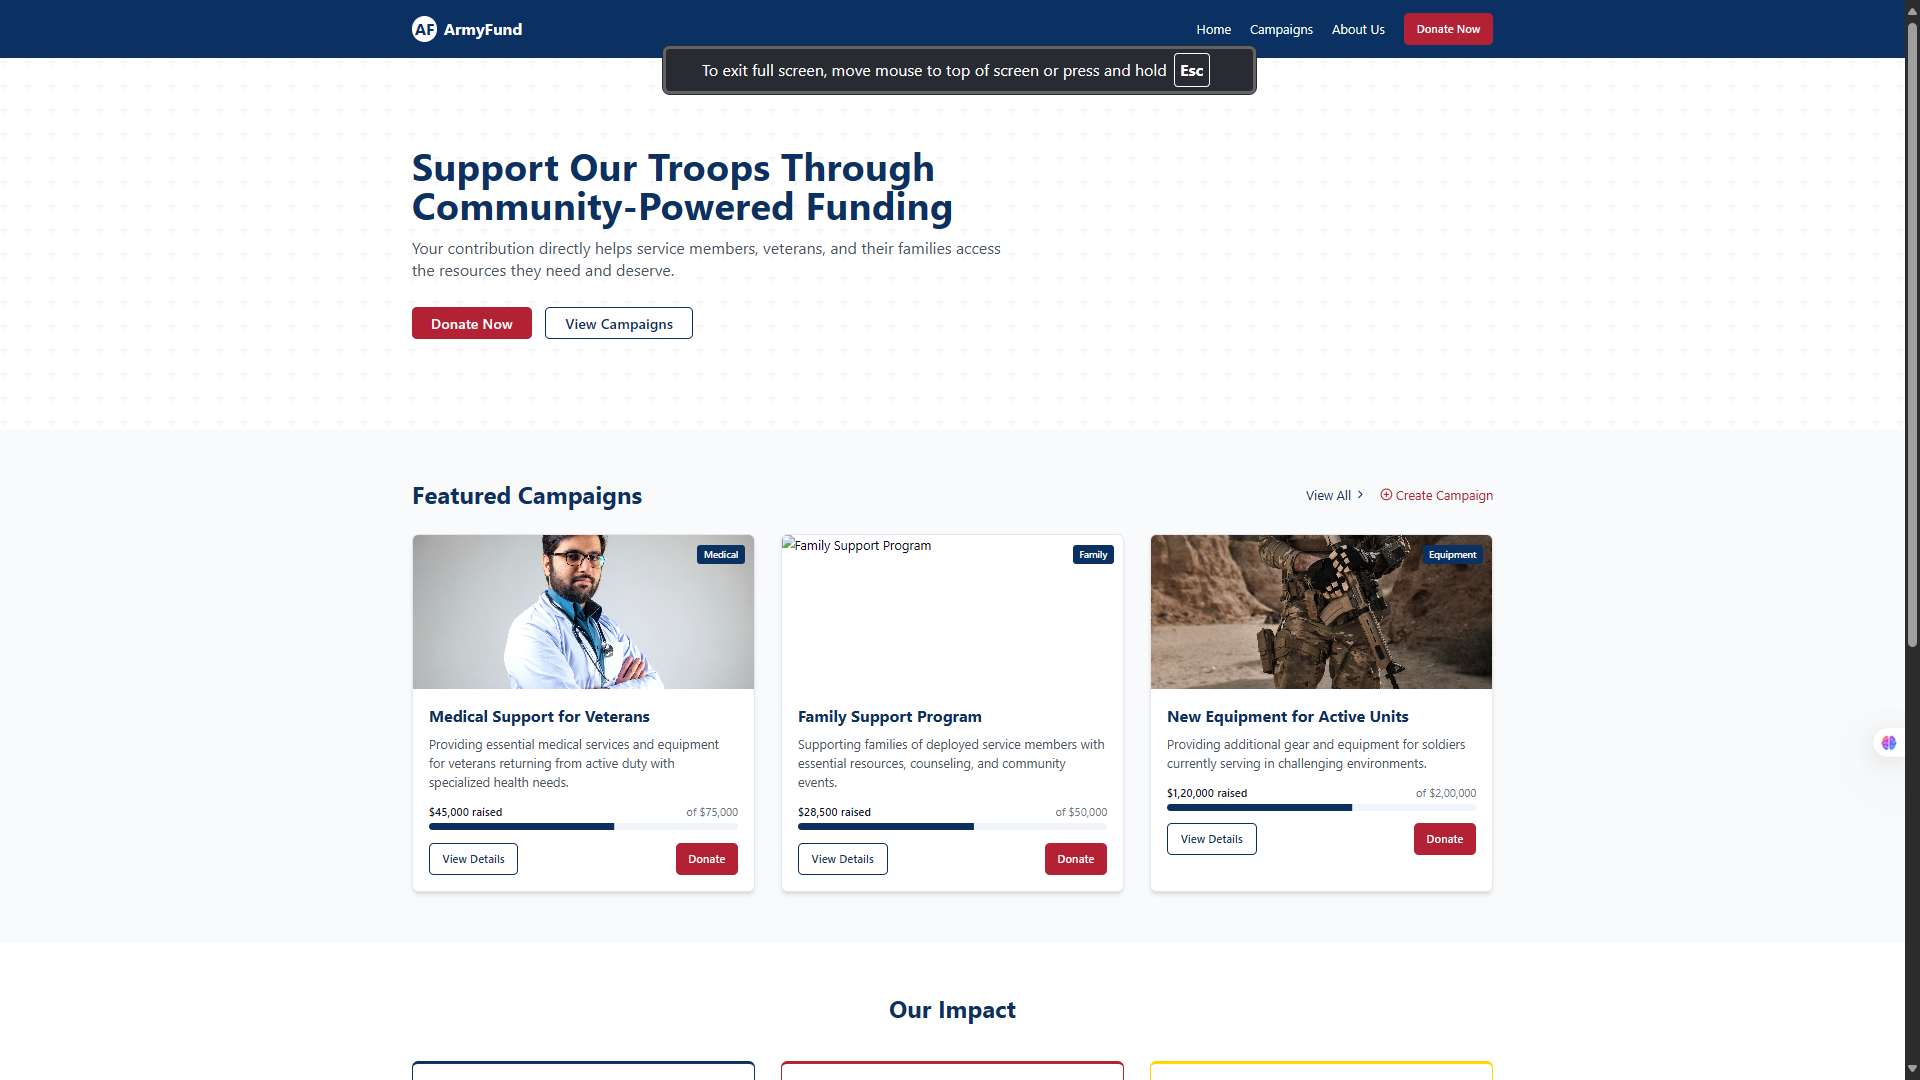 AF ArmyFund
Home Campaigns About Us Donate Now
To exit full screen, move mouse to top of screen or press and hold Esc
Support Our Troops Through
Community-Powered Funding
Your contribution directly helps service members, veterans, and their families access
the resources they need and deserve.
Donate Now View Campaigns
Featured Campaigns
View All Create Campaign
Medical
Medical Support for Veterans
Providing essential medical services and equipment
for veterans returning from active duty with
specialized health needs.
$45,000 raised of $75,000
View Details Donate
Family Support Program
Family
Family Support Program
Supporting families of deployed service members with
essential resources, counseling, and community
events.
$28,500 raised of $50,000
View Details Donate
Equipment
New Equipment for Active Units
Providing additional gear and equipment for soldiers
currently serving in challenging environments.
$1,20,000 raised of $2,00,000
View Details Donate
Our Impact